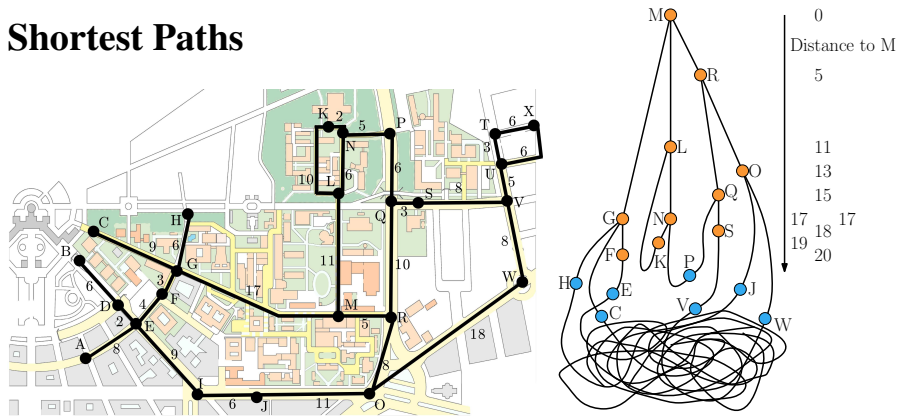 Shortest Paths
K 2 5 P
T 6 X
N
3 6
10 L 6 6
U
8 5
C H Q 3 S V
B 9 6 8
G
6 3 11 10 W
D 4 F 17
2 E M 5 R
A 8 9 8 18
I 6 J 11 O
M 0
Distance to M
R 5
L 11
O 13
Q 15
G N 17 17
S 18
K 19
F 20
P
H E J
C V W